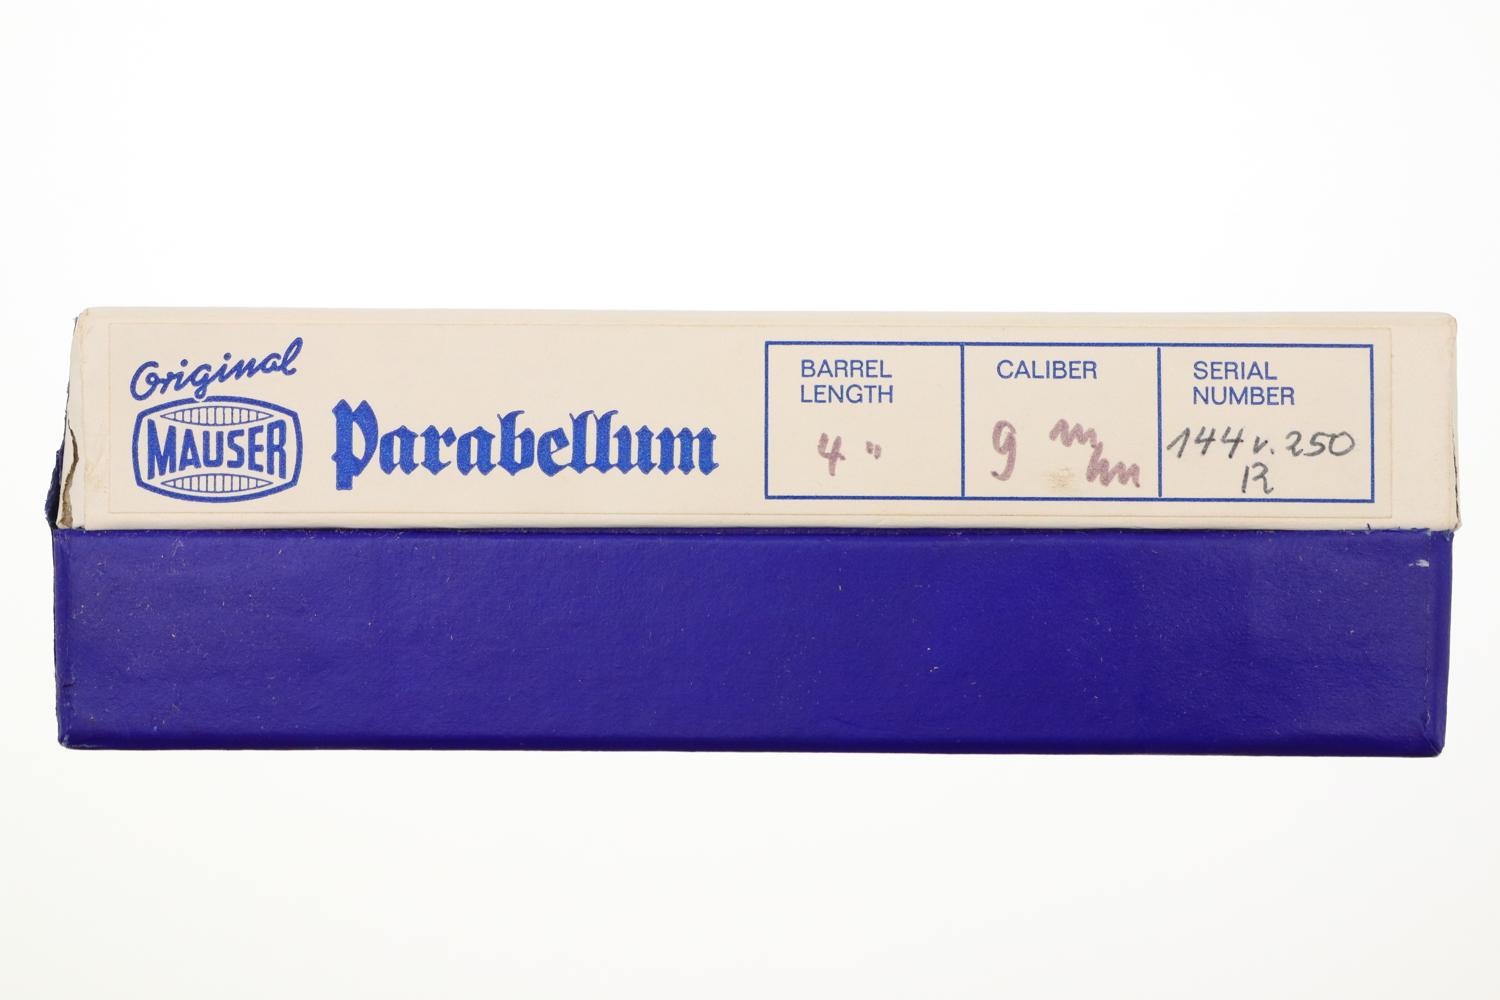 Original
MAUSER
Parabellum
BARREL
LENGTH
4"
CALIBER
9 m/m
SERIAL
NUMBER
144 v. 250
R